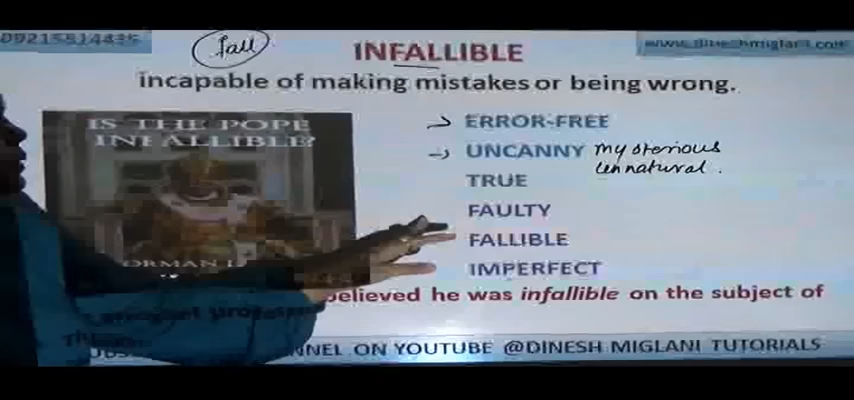 09215514435
fall
INFALLIBLE
www.dineshmiglani.com
Incapable of making mistakes or being wrong.
IS THE POPE
INFALLIBLE?
→ ERROR-FREE
→ UNCANNY mysterious
unnatural.
TRUE
FAULTY
FALLIBLE
IMPERFECT
believed he was infallible on the subject of
ON YOUTUBE @DINESH MIGLANI TUTORIALS